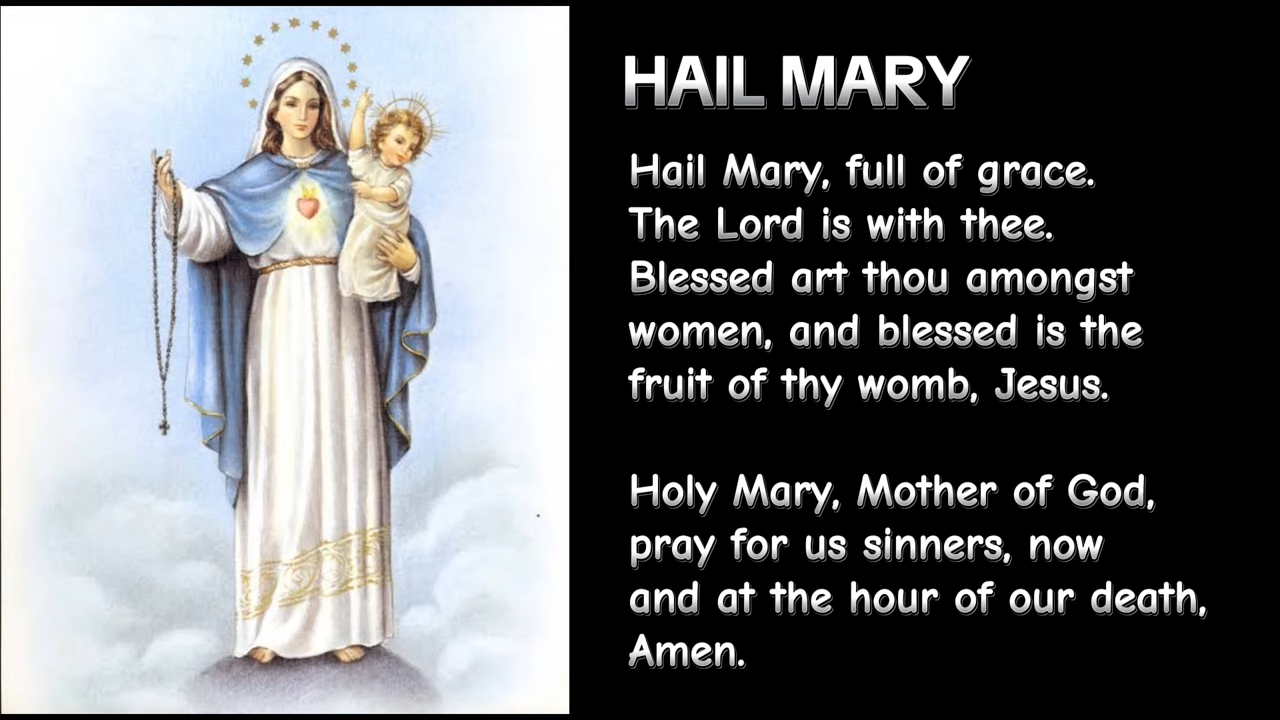 HAIL MARY
Hail Mary, full of grace.
The Lord is with thee.
Blessed art thou amongst
women, and blessed is the
fruit of thy womb, Jesus.
Holy Mary, Mother of God,
pray for us sinners, now
and at the hour of our death,
Amen.